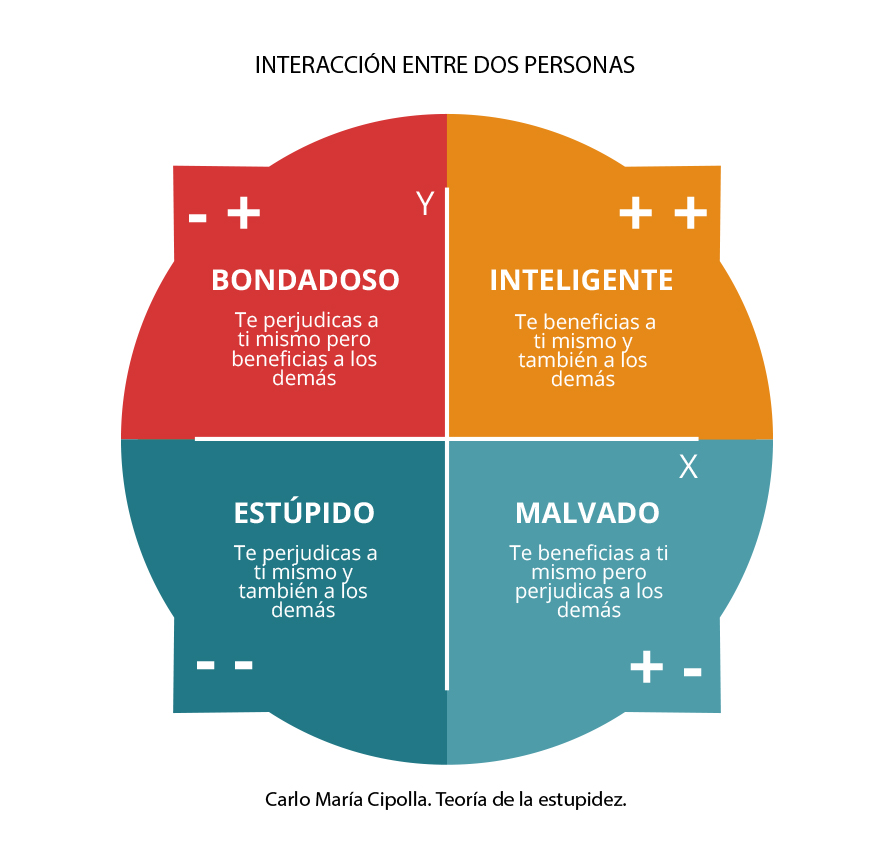 INTERACCIÓN ENTRE DOS PERSONAS
- +
Y
BONDADOSO
Te perjudicas a
ti mismo pero
beneficias a los
demás
+ +
INTELIGENTE
Te beneficias a
ti mismo y
también a los
demás
X
ESTÚPIDO
Te perjudicas a
ti mismo y
también a los
demás
- -
MALVADO
Te beneficias a ti
mismo pero
perjudicas a los
demás
+ -
Carlo María Cipolla. Teoría de la estupidez.